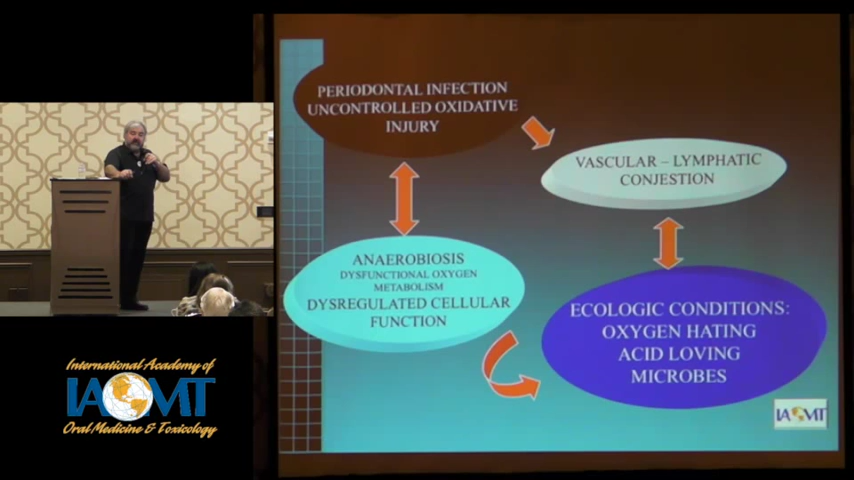 PERIODONTAL INFECTION
UNCONTROLLED OXIDATIVE
INJURY
VASCULAR – LYMPHATIC
CONJESTION
ANAEROBIOSIS
DYSFUNCTIONAL OXYGEN
METABOLISM
DYSREGULATED CELLULAR
FUNCTION
ECOLOGIC CONDITIONS:
OXYGEN HATING
ACID LOVING
MICROBES
International Academy of
IAOMT
Oral Medicine & Toxicology
IAOMT